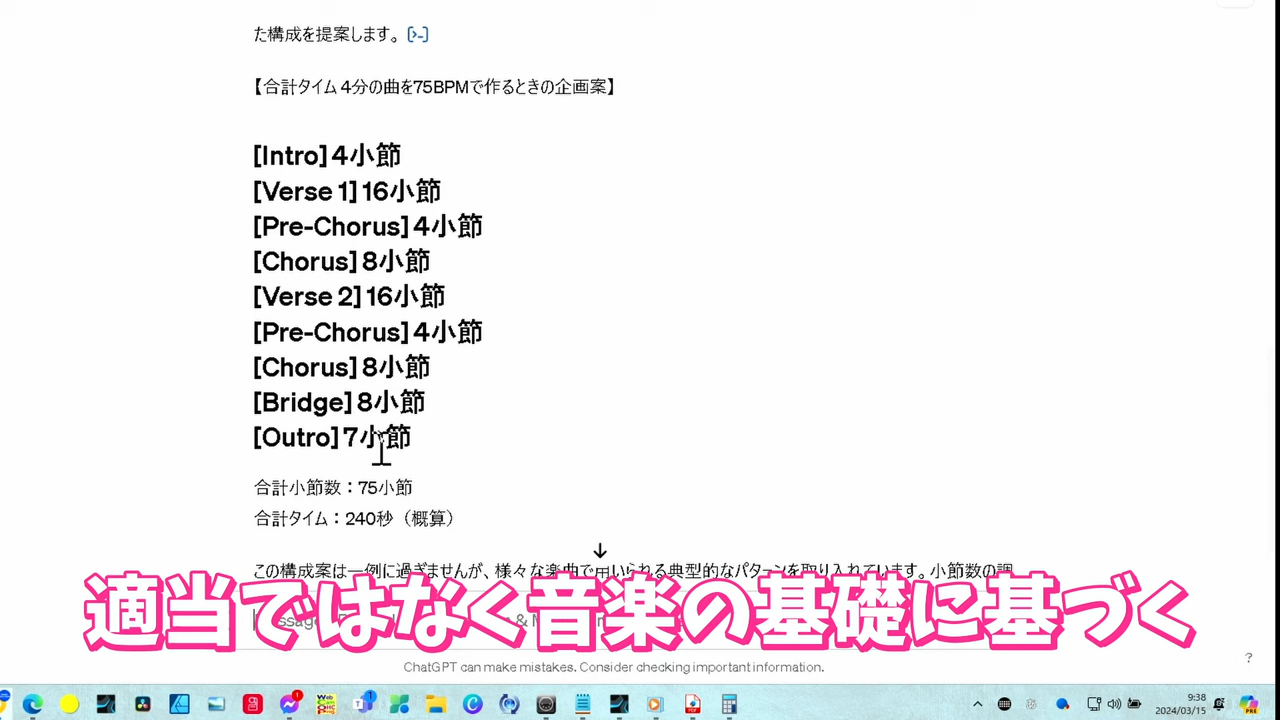 た構成を提案します。
【合計タイム 4分の曲を75BPMで作るときの企画案】
[Intro] 4小節
[Verse 1] 16小節
[Pre-Chorus] 4小節
[Chorus] 8小節
[Verse 2] 16小節
[Pre-Chorus] 4小節
[Chorus] 8小節
[Bridge] 8小節
[Outro] 7小節
合計小節数：75小節
合計タイム：240秒（概算）
この構成案は一例に過ぎませんが、様々な楽曲で用いられる典型的なパターンを取り入れています。小節数の調
適当ではなく音楽の基礎に基づく
ChatGPT can make mistakes. Consider checking important information.
?
9:38
2024/03/15